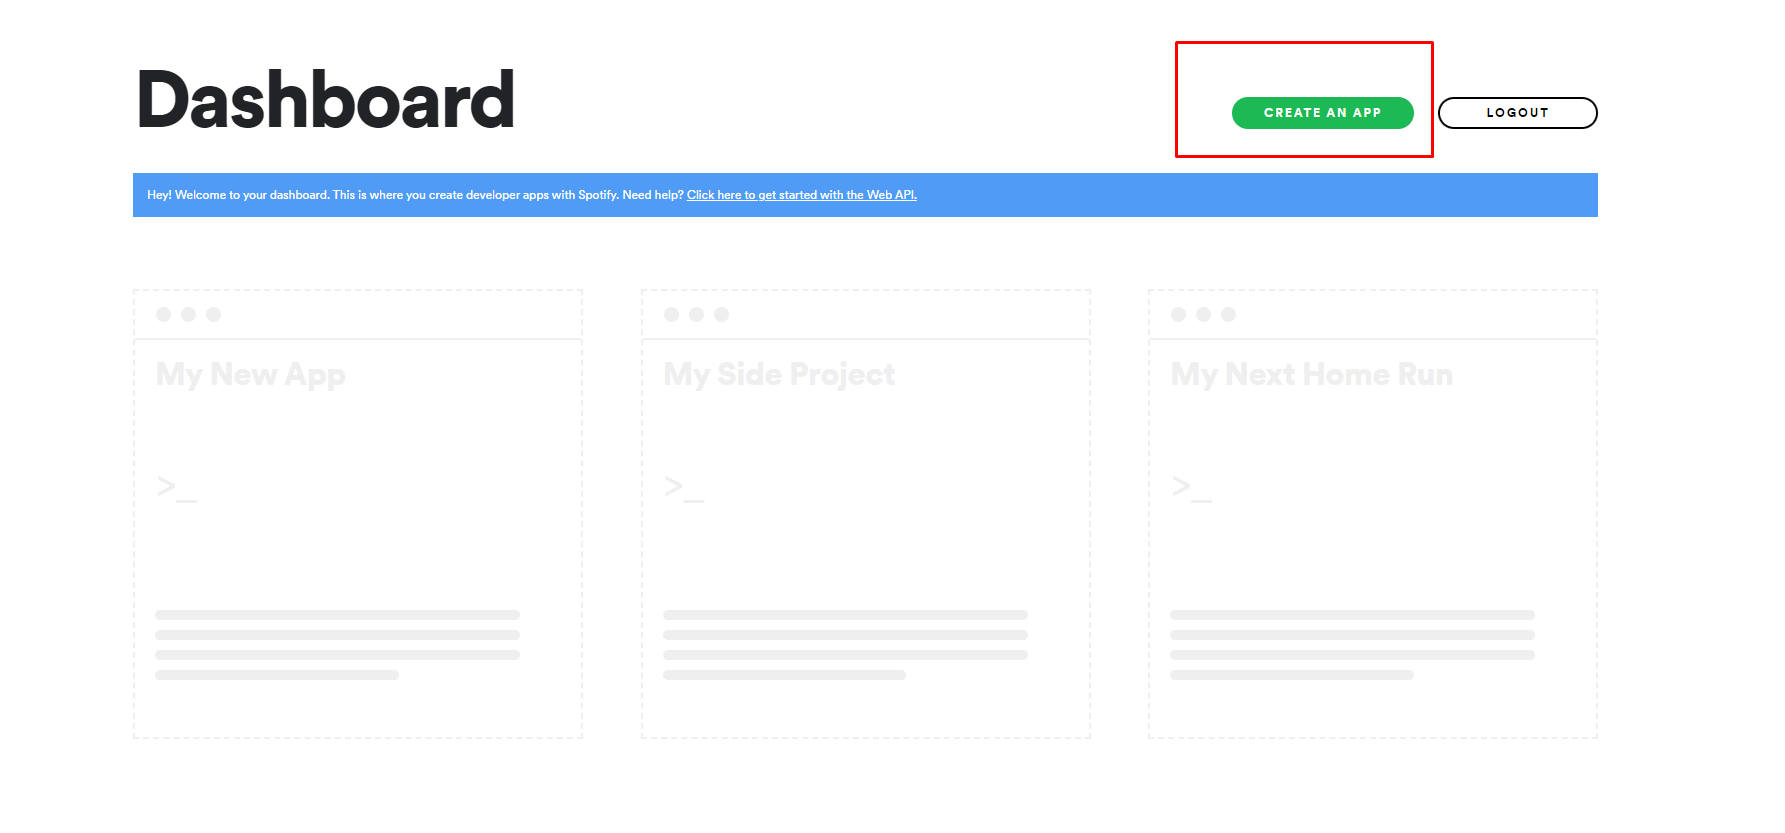 Dashboard
CREATE AN APP
LOGOUT
Hey! Welcome to your dashboard. This is where you create developer apps with Spotify. Need help? Click here to get started with the Web API.
My New App
My Side Project
My Next Home Run
>_
>_
>_